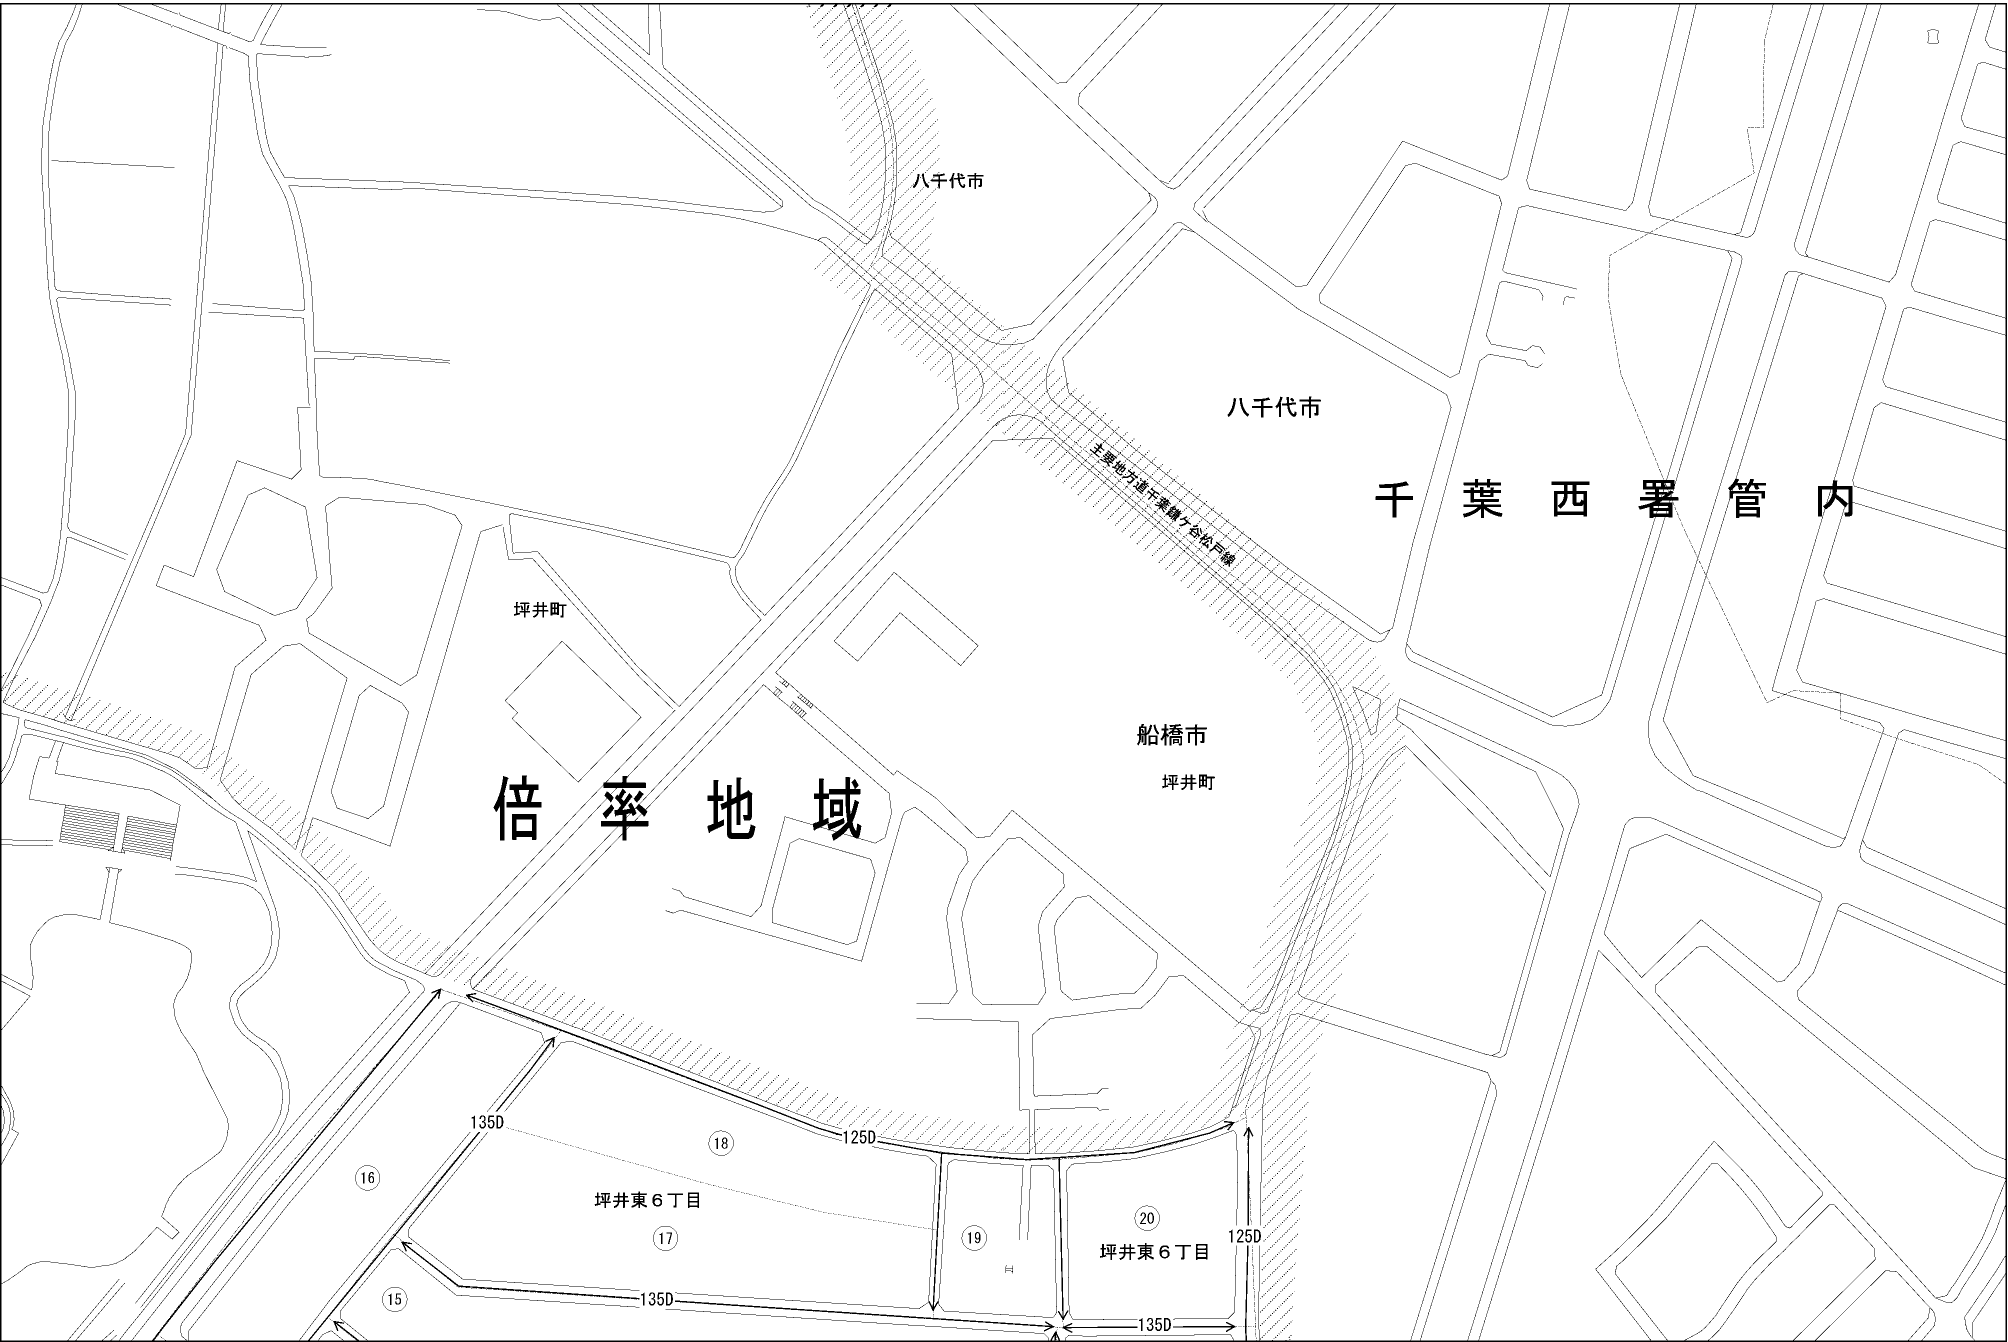 八千代市
八千代市
主要地方道千葉鎌ケ谷松戸線
千葉西署管内
坪井町
船橋市
坪井町
倍率地域
135D
125D
18
16
坪井東６丁目
17
19
20
坪井東６丁目
125D
15
135D
135D